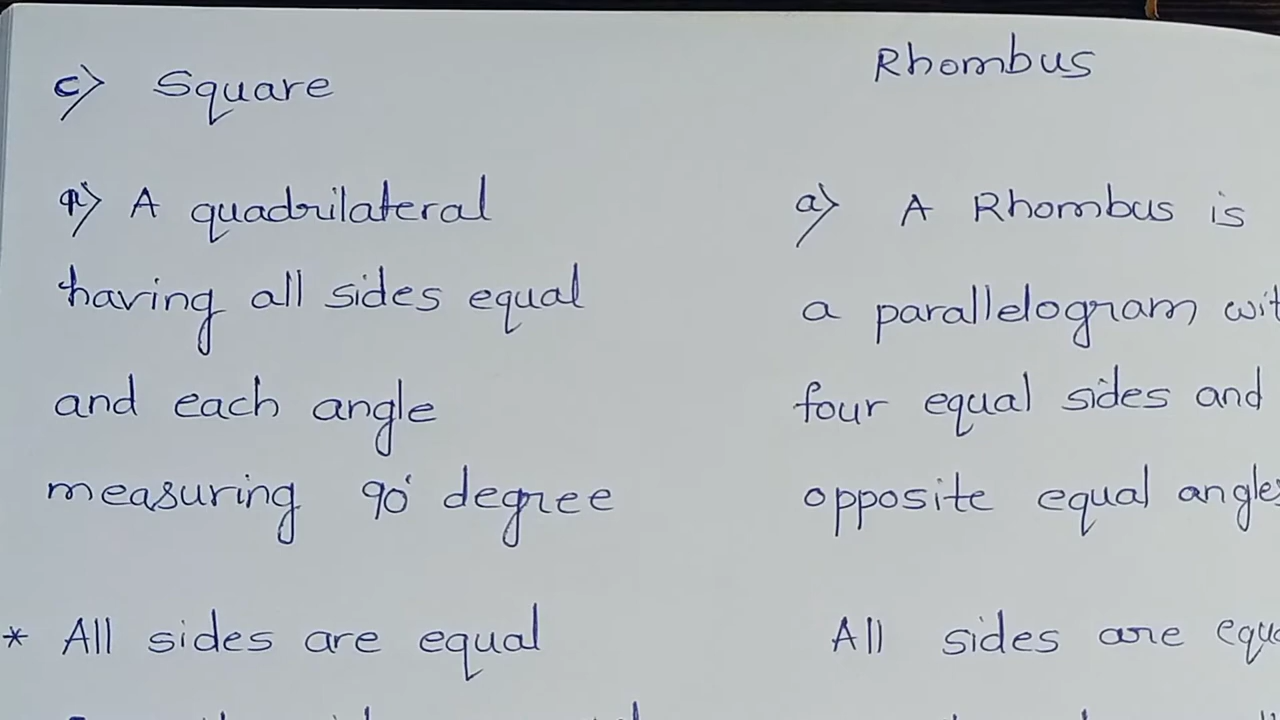 c) Square
Rhombus
a) A quadrilateral
having all sides equal
and each angle
measuring 90° degree
* All sides are equal
a) A Rhombus is
a parallelogram
four equal sides and
opposite equal angles
All sides are